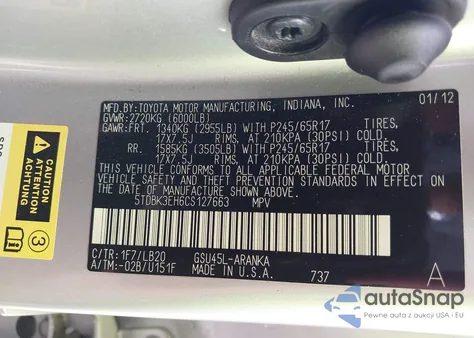 MFD. BY: TOYOTA MOTOR MANUFACTURING, INDIANA, INC. 01/12
GVWR: 2720KG (6000LB)
GAWR: FRT. 1340KG (2955LB) WITH P245/65R17 TIRES,
17X7.5J RIMS, AT 210KPA (30PSI) COLD.
RR. 1585KG (3500LB) WITH P245/65R17 TIRES,
17X7.5J RIMS, AT 210KPA (30PSI) COLD.
THIS VEHICLE CONFORMS TO ALL APPLICABLE FEDERAL MOTOR
VEHICLE SAFETY AND THEFT PREVENTION STANDARDS IN EFFECT ON
THE DATE OF MANUFACTURE SHOWN ABOVE.
5TDBK3EH6CS127663 MPV
C/TR: 1F7/LB20 GSU45L-ARANKA
A/TM: -02B/U151F MADE IN U.S.A. 737 A
CAUTION
ATTENTION
ACHTUNG
3
autoSnap
Pewne auta z aukcji USA i EU